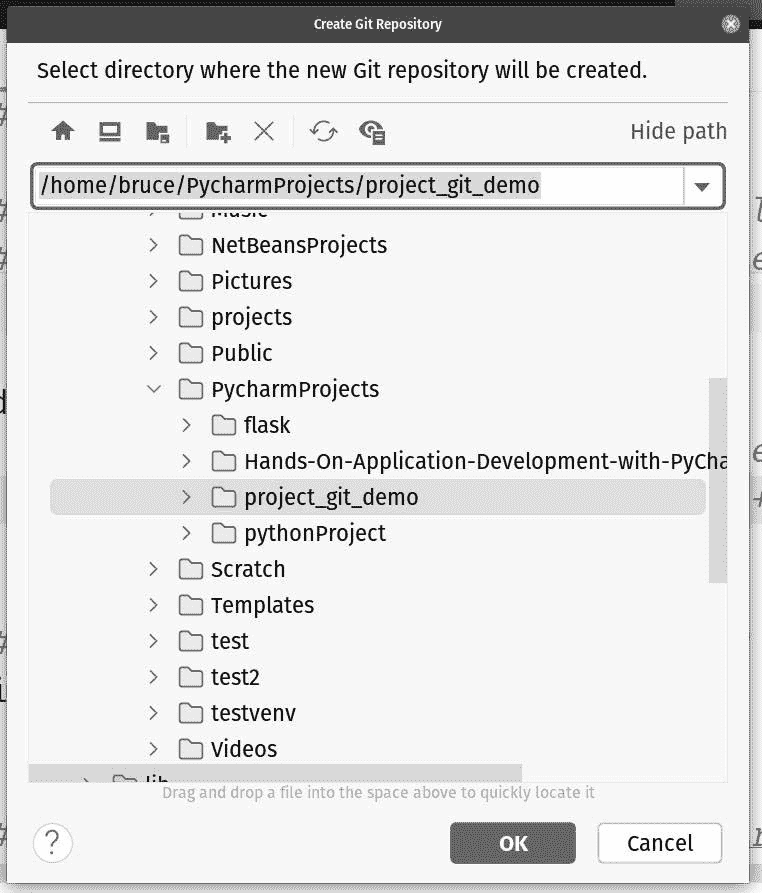 Create Git Repository
Select directory where the new Git repository will be created.
Hide path
/home/bruce/PycharmProjects/project_git_demo
Music
NetBeansProjects
Pictures
projects
Public
PycharmProjects
flask
Hands-On-Application-Development-with-PyCha
project_git_demo
pythonProject
Scratch
Templates
test
test2
testvenv
Videos
lib
Drag and drop a file into the space above to quickly locate it
?
OK
Cancel